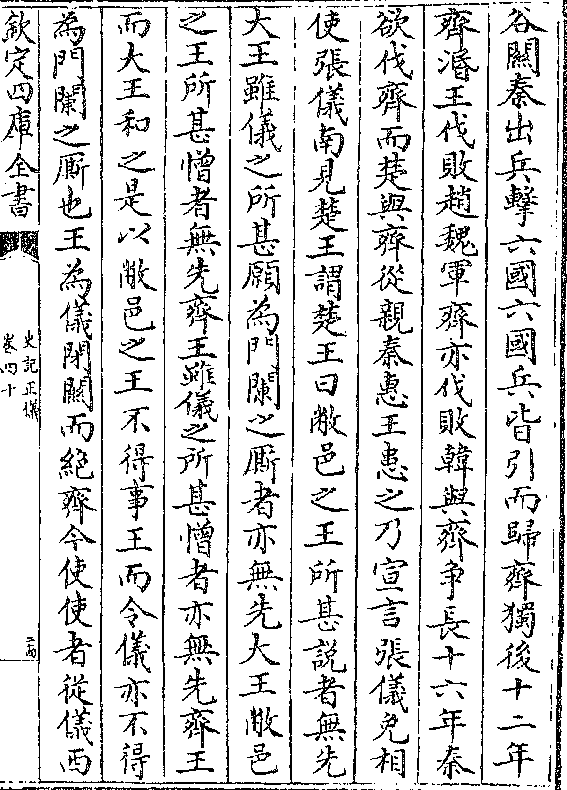 谷關秦出兵擊六國六國兵皆引而歸齊獨後十二年
齊湣王伐敗趙魏軍秦亦伐敗韓與齊爭長十六年秦
欲伐齊而楚與齊從親秦惠王患之乃宣言張儀免相
使張儀南見楚王謂楚王曰敝邑之王所甚說者無先
大王雖儀之所甚願為門闌之厮者亦無先大王敝邑
之王所甚憎者無先齊王雖儀之所甚憎者亦無先齊王
而大王和之是以敝邑之王不得事王而令儀亦不得
為門闌之厮也王為儀閉關而絶齊今使使者從儀西
欽定四庫全書
史記正義
卷四十
二十四